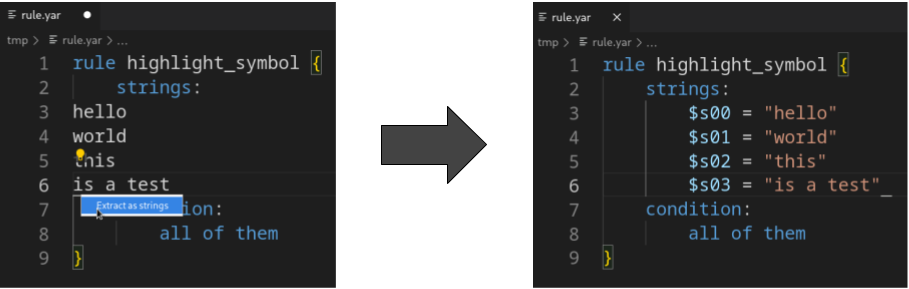 rule.yar
tmp > rule.yar > ...
1 rule highlight_symbol {
2 strings:
3 hello
4 world
5 this
6 is a test
Extract as strings
7 ion:
8 all of them
9 }
rule.yar ×
tmp > rule.yar > ...
1 rule highlight_symbol {
2 strings:
3 $s00 = "hello"
4 $s01 = "world"
5 $s02 = "this"
6 $s03 = "is a test"_
7 condition:
8 all of them
9 }